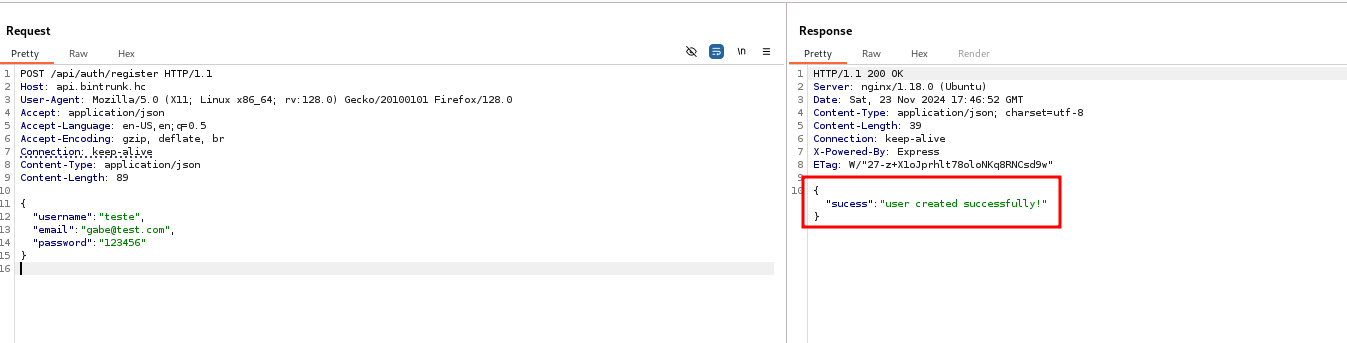 Request
Pretty Raw Hex
\n
1 POST /api/auth/register HTTP/1.1
2 Host: api.bintrunk.hc
3 User-Agent: Mozilla/5.0 (X11; Linux x86_64; rv:128.0) Gecko/20100101 Firefox/128.0
4 Accept: application/json
5 Accept-Language: en-US,en;q=0.5
6 Accept-Encoding: gzip, deflate, br
7 Connection: keep-alive
8 Content-Type: application/json
9 Content-Length: 89
10
11 {
12 "username":"teste",
13 "email":"gabe@test.com",
14 "password":"123456"
15 }
16
Response
Pretty Raw Hex Render
1 HTTP/1.1 200 OK
2 Server: nginx/1.18.0 (Ubuntu)
3 Date: Sat, 23 Nov 2024 17:46:52 GMT
4 Content-Type: application/json; charset=utf-8
5 Content-Length: 39
6 Connection: keep-alive
7 X-Powered-By: Express
8 ETag: W/"27-z+X1oJprhlt78oloNKq8RNCsd9w"
9
10 {
"sucess":"user created successfully!"
}